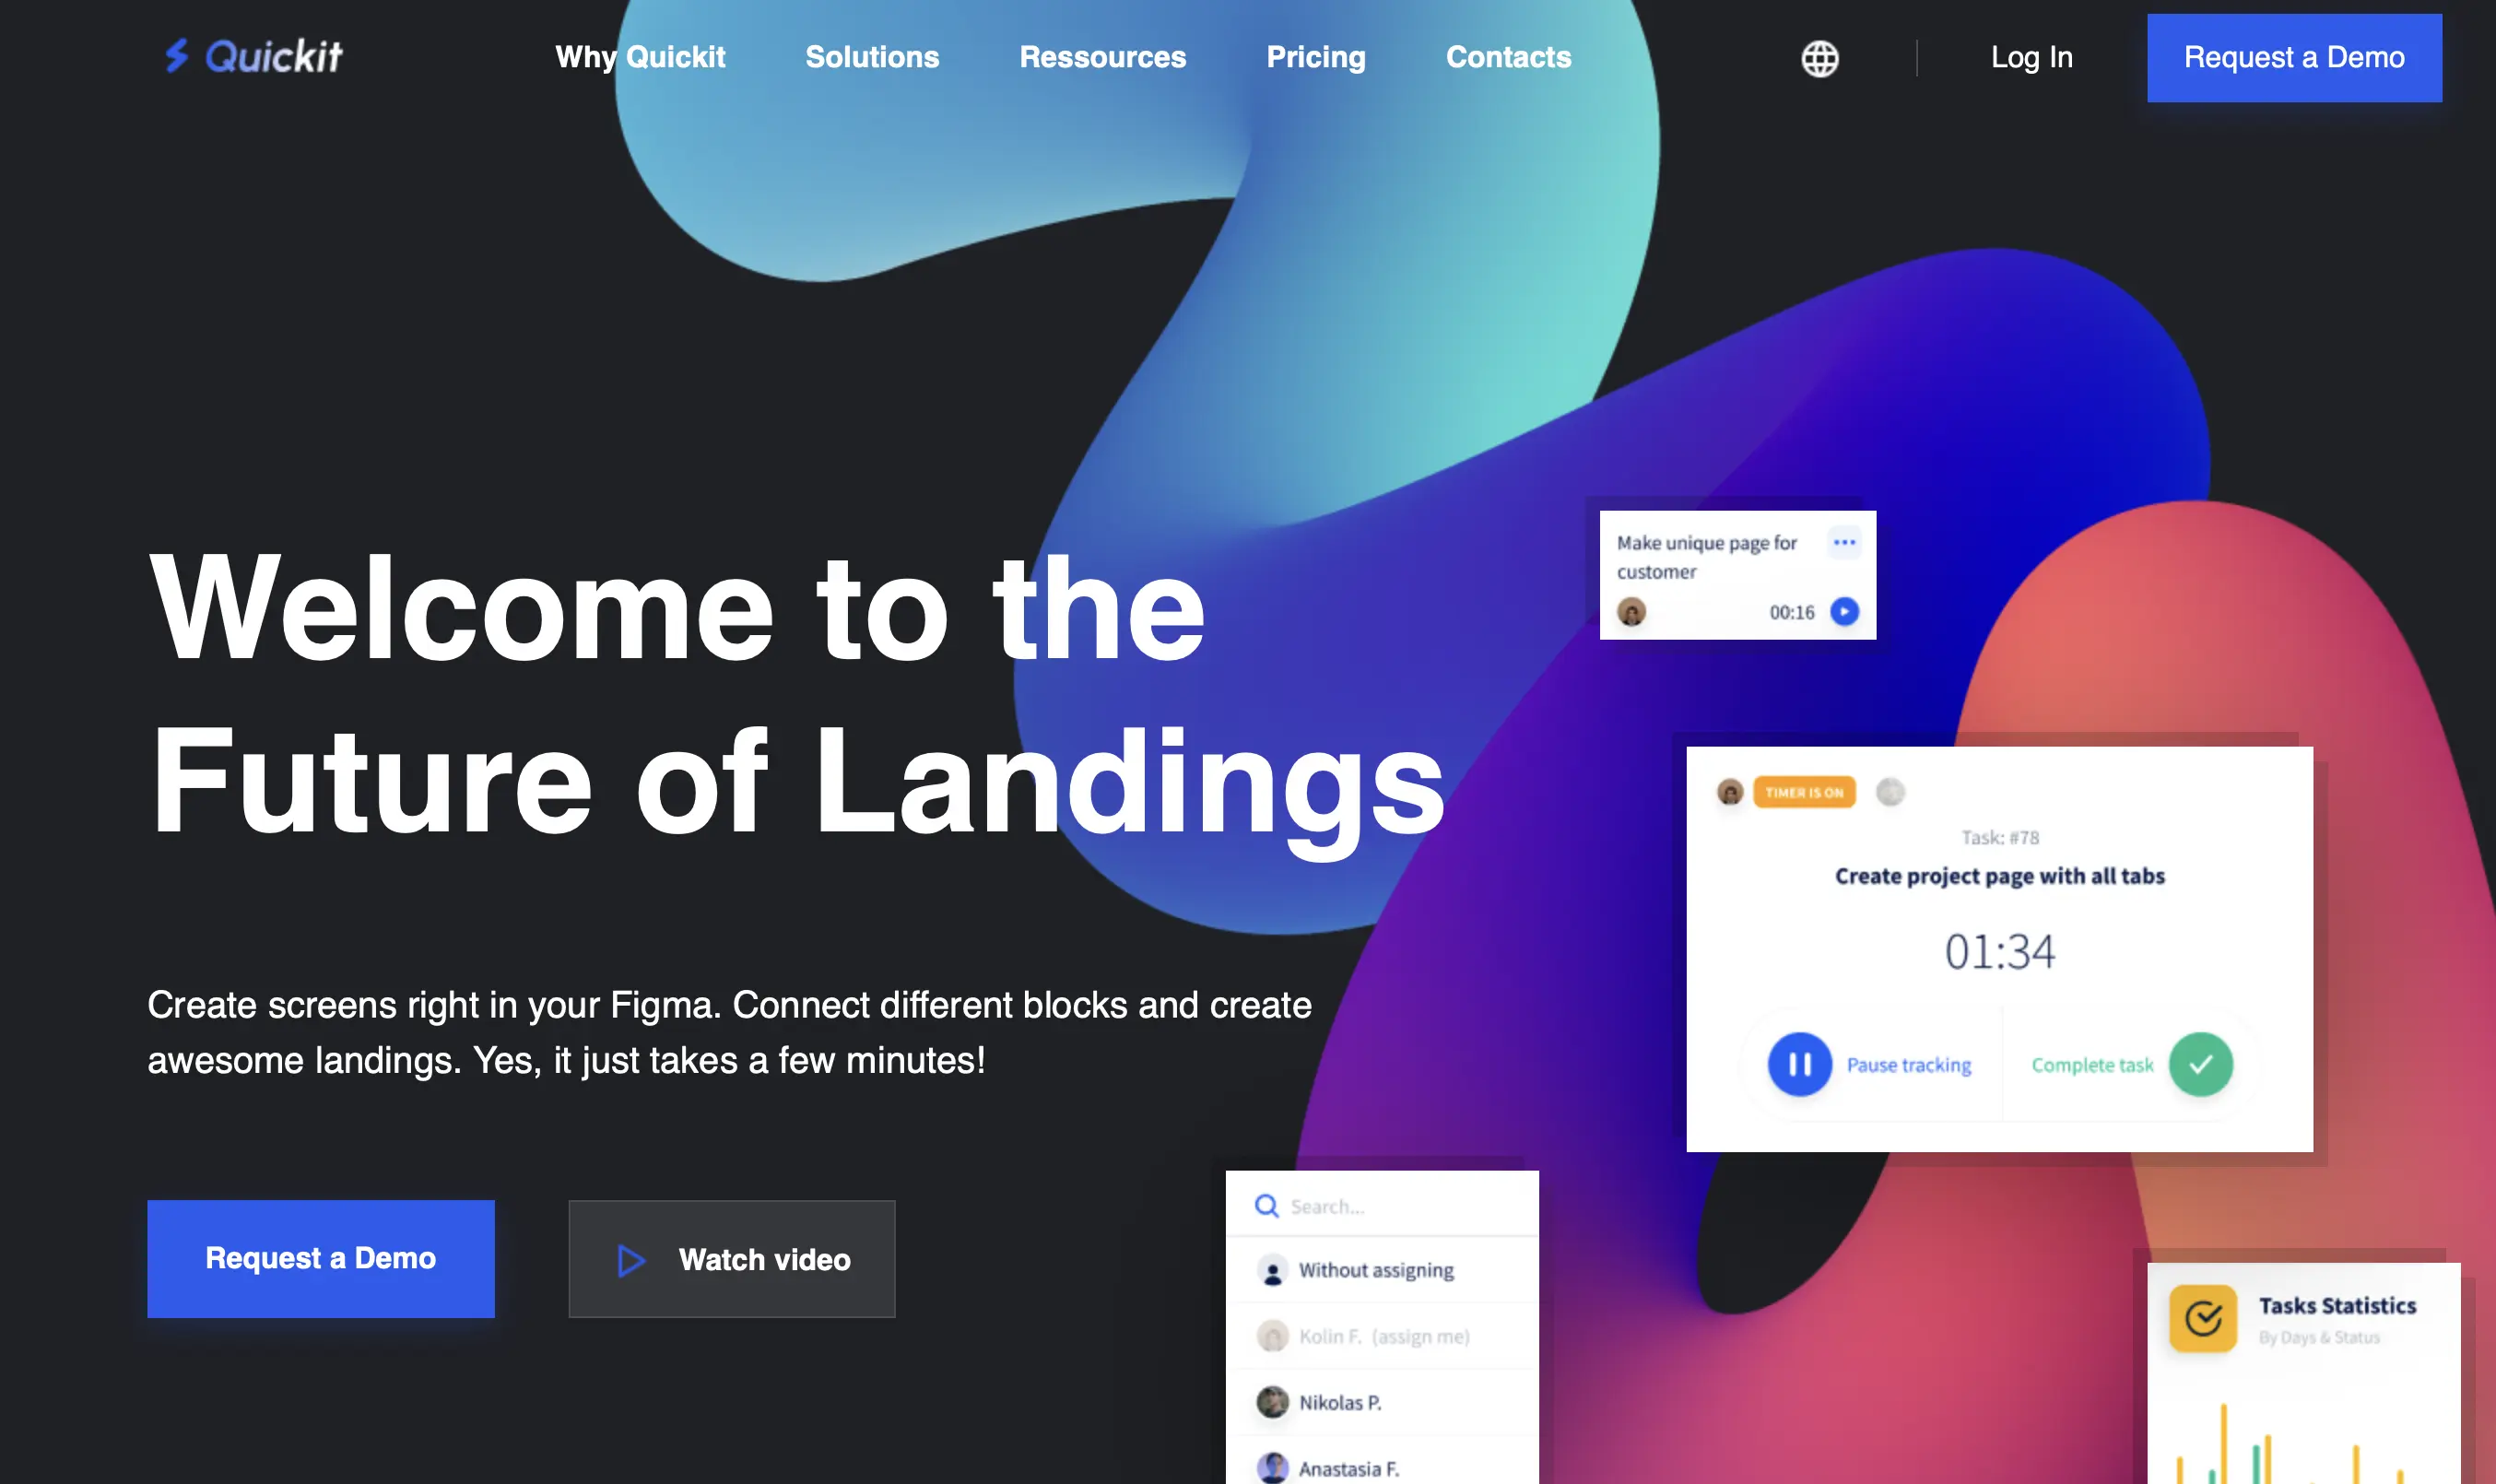 Quickit
Why Quickit
Solutions
Ressources
Pricing
Contacts
Log In
Request a Demo
Welcome to the
Future of Landings
Create screens right in your Figma. Connect different blocks and create
awesome landings. Yes, it just takes a few minutes!
Request a Demo
Watch video
Make unique page for
customer
00:16
TIMER IS ON
Task: #78
Create project page with all tabs
01:34
Pause tracking
Complete task
Search...
Without assigning
Kolin F. (assign me)
Nikolas P.
Anastasia F.
Tasks Statistics
By Days & Status